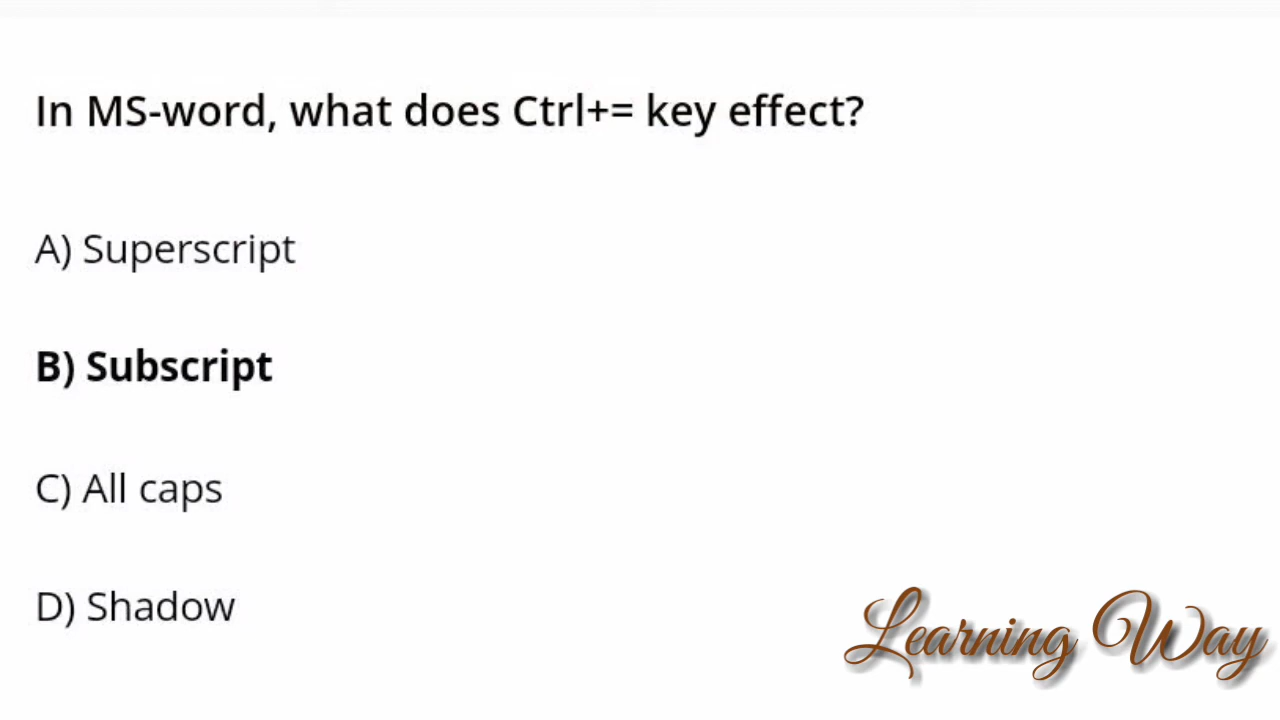 In MS-word, what does Ctrl+= key effect?
A) Superscript
B) Subscript
C) All caps
D) Shadow
Learning Way